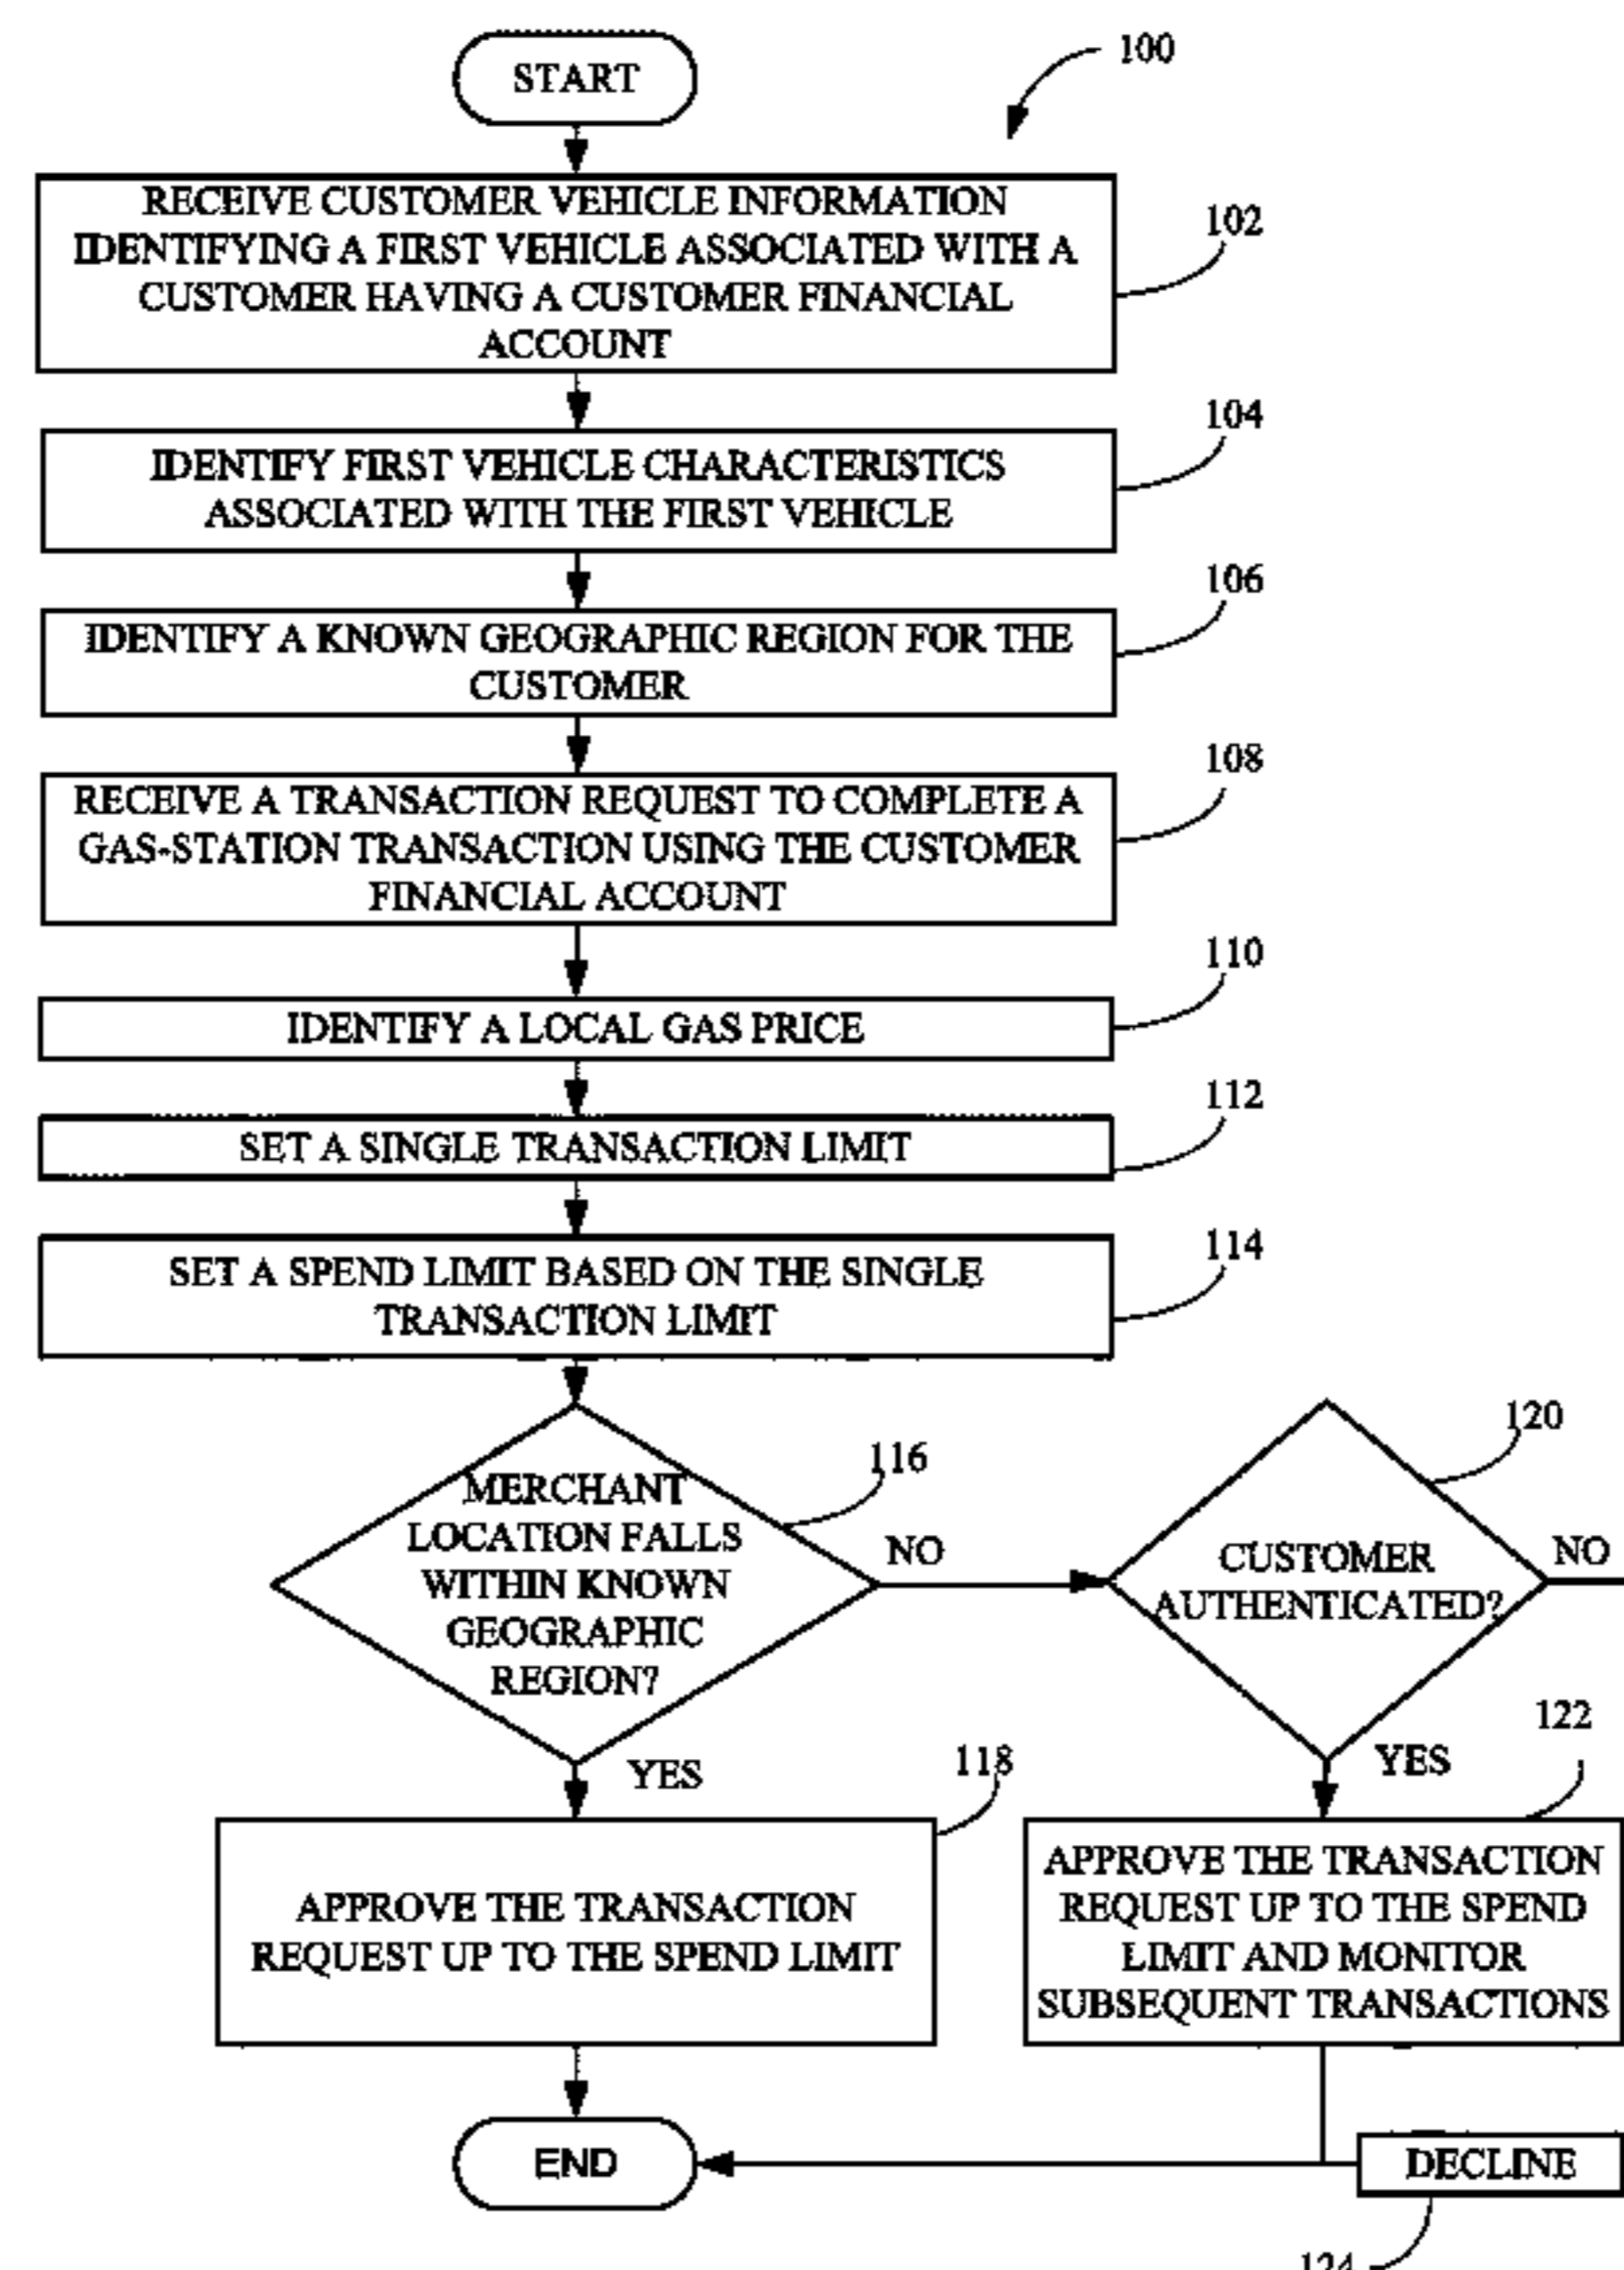 START
100
RECEIVE CUSTOMER VEHICLE INFORMATION
IDENTIFYING A FIRST VEHICLE ASSOCIATED WITH A
CUSTOMER HAVING A CUSTOMER FINANCIAL
ACCOUNT
102
IDENTIFY FIRST VEHICLE CHARACTERISTICS
ASSOCIATED WITH THE FIRST VEHICLE
104
IDENTIFY A KNOWN GEOGRAPHIC REGION FOR THE
CUSTOMER
106
RECEIVE A TRANSACTION REQUEST TO COMPLETE A
GAS-STATION TRANSACTION USING THE CUSTOMER
FINANCIAL ACCOUNT
108
IDENTIFY A LOCAL GAS PRICE
110
SET A SINGLE TRANSACTION LIMIT
112
SET A SPEND LIMIT BASED ON THE SINGLE
TRANSACTION LIMIT
114
MERCHANT
LOCATION FALLS
WITHIN KNOWN
GEOGRAPHIC
REGION?
116
NO
CUSTOMER
AUTHENTICATED?
120
NO
YES
118
YES
122
APPROVE THE TRANSACTION
REQUEST UP TO THE SPEND LIMIT
APPROVE THE TRANSACTION
REQUEST UP TO THE SPEND
LIMIT AND MONITOR
SUBSEQUENT TRANSACTIONS
END
DECLINE
124